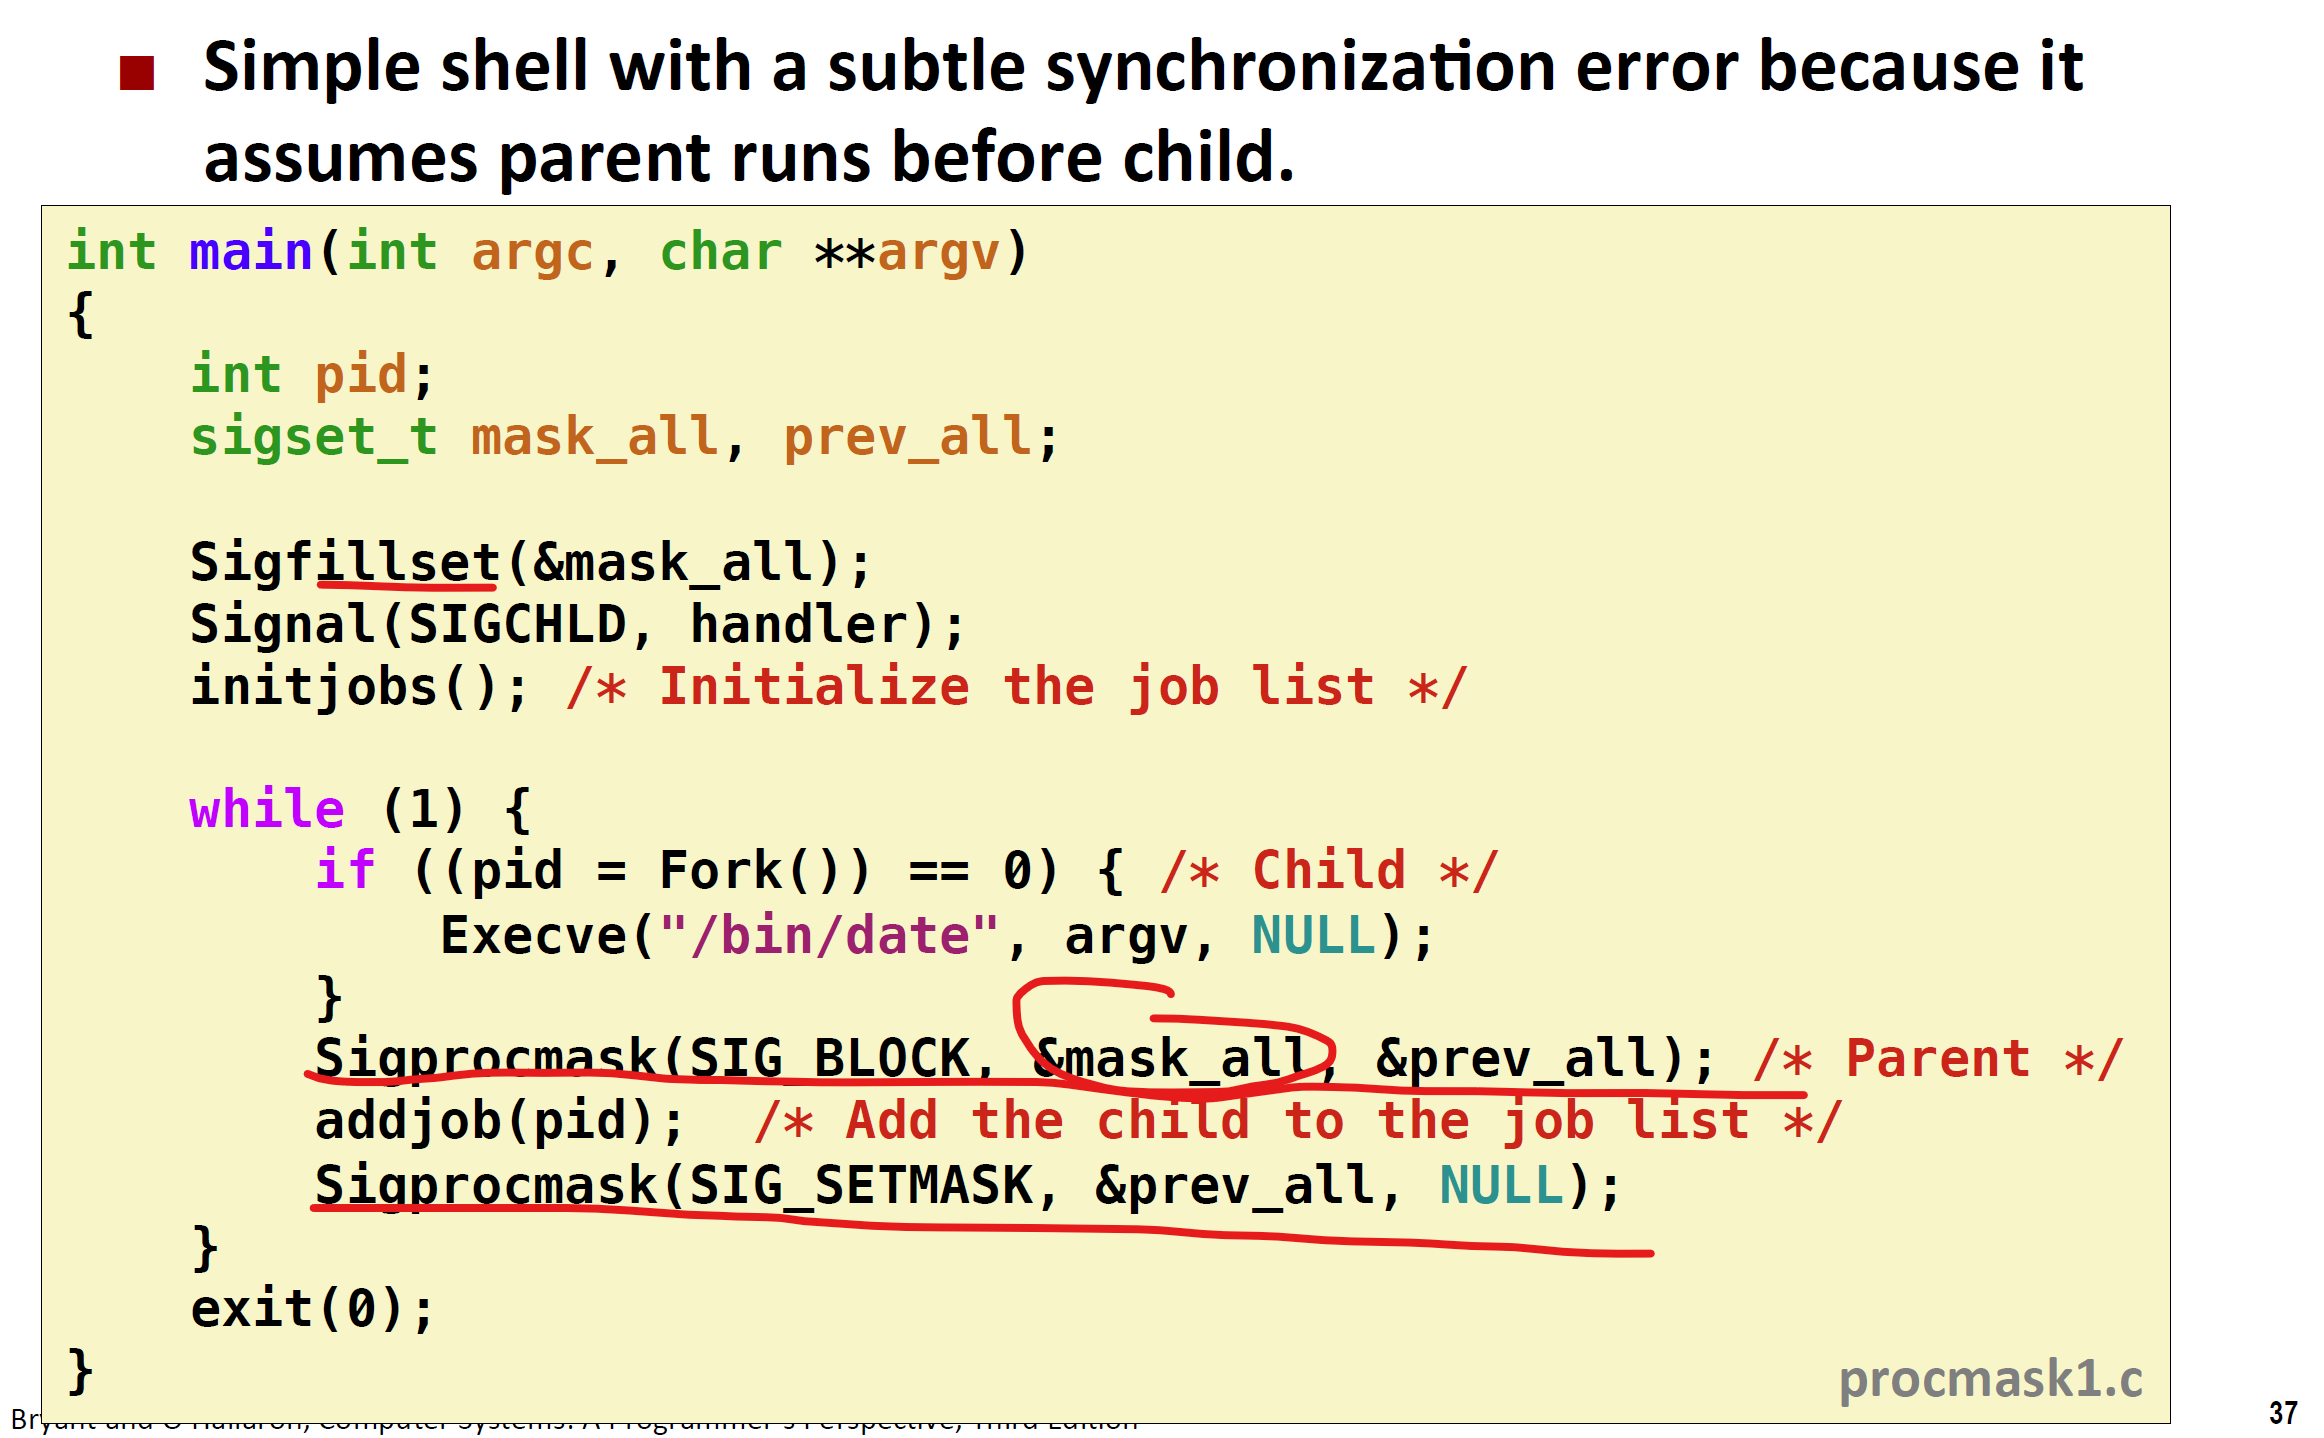 ■ Simple shell with a subtle synchronization error because it
assumes parent runs before child.
int main(int argc, char **argv)
{
    int pid;
    sigset_t mask_all, prev_all;

    Sigfillset(&mask_all);
    Signal(SIGCHLD, handler);
    initjobs(); /* Initialize the job list */

    while (1) {
        if ((pid = Fork()) == 0) { /* Child */
            Execve("/bin/date", argv, NULL);
        }
        Sigprocmask(SIG_BLOCK, &mask_all, &prev_all); /* Parent */
        addjob(pid);  /* Add the child to the job list */
        Sigprocmask(SIG_SETMASK, &prev_all, NULL);
    }
    exit(0);
}
procmask1.c
Bryant and O'Hallaron, Computer Systems: A Programmer's Perspective, Third Edition
37